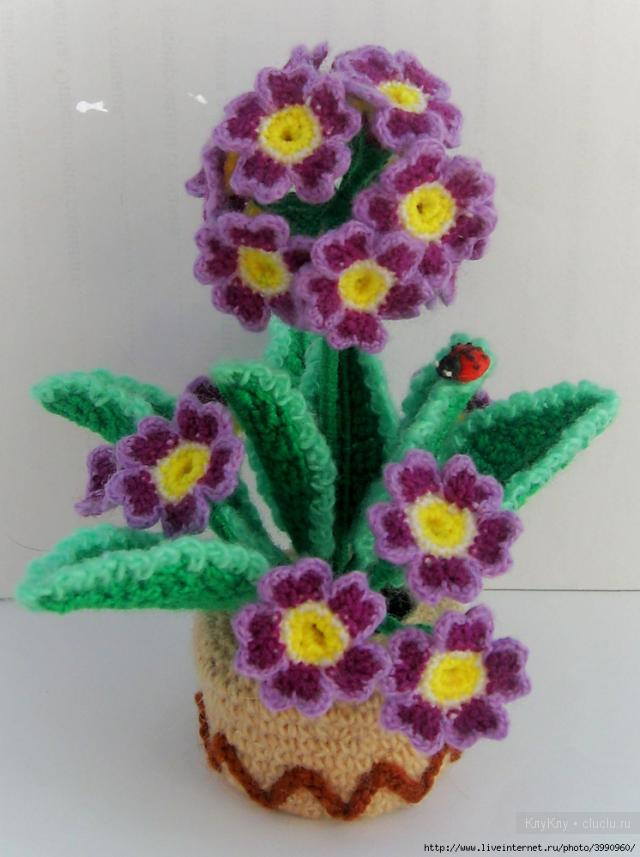 КлуКлу • cluclu.ru
http://www.liveinternet.ru/photo/3990960/